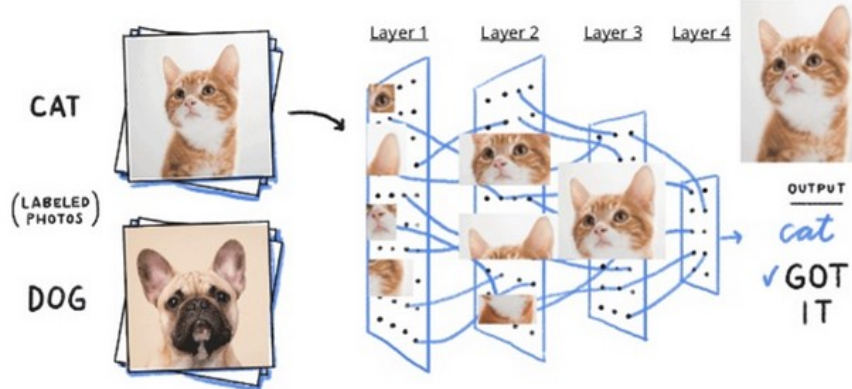 CAT
(LABELED
PHOTOS)
DOG
Layer 1
Layer 2
Layer 3
Layer 4
OUTPUT
cat
✓GOT
IT